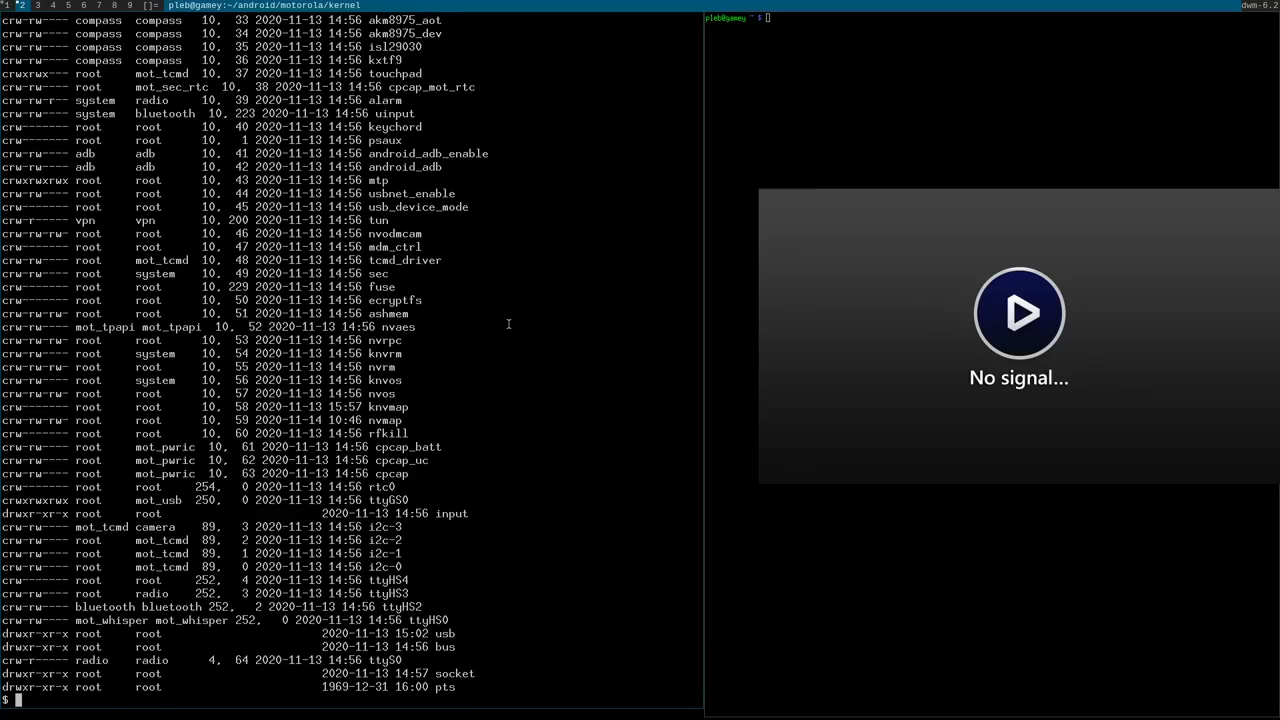 1 2 3 4 5 6 7 8 9 []= pleb@gamey:~/android/motorola/kernel dwm-6.2
crw-rw---- compass  compass   10,  33 2020-11-13 14:56 akm8975_aot
crw-rw---- compass  compass   10,  34 2020-11-13 14:56 akm8975_dev
crw-rw---- compass  compass   10,  35 2020-11-13 14:56 isl29030
crw-rw---- compass  compass   10,  36 2020-11-13 14:56 kxtf9
crwxrwx--- root     mot_tcmd  10,  37 2020-11-13 14:56 touchpad
crw-rw---- root     mot_sec_rtc  10,  38 2020-11-13 14:56 cpcap_mot_rtc
crw-rw-r-- system   radio     10,  39 2020-11-13 14:56 alarm
crw-rw---- system   bluetooth  10, 223 2020-11-13 14:56 uinput
crw------- root     root      10,  40 2020-11-13 14:56 keychord
crw------- root     root      10,   1 2020-11-13 14:56 psaux
crw-rw---- adb      adb       10,  41 2020-11-13 14:56 android_adb_enable
crw-rw---- adb      adb       10,  42 2020-11-13 14:56 android_adb
crwxrwxrwx root     root      10,  43 2020-11-13 14:56 mtp
crw-rw---- root     root      10,  44 2020-11-13 14:56 usbnet_enable
crw------- root     root      10,  45 2020-11-13 14:56 usb_device_mode
crw-r----- vpn      vpn       10, 200 2020-11-13 14:56 tun
crw-rw-rw- root     root      10,  46 2020-11-13 14:56 nvodmcam
crw------- root     root      10,  47 2020-11-13 14:56 mdm_ctrl
crw-rw---- root     mot_tcmd  10,  48 2020-11-13 14:56 tcmd_driver
crw-rw---- root     system    10,  49 2020-11-13 14:56 sec
crw------- root     root      10, 229 2020-11-13 14:56 fuse
crw-rw---- root     root      10,  50 2020-11-13 14:56 ecryptfs
crw-rw-rw- root     root      10,  51 2020-11-13 14:56 ashmem
crw-rw---- mot_tpapi mot_tpapi  10,  52 2020-11-13 14:56 nvaes
crw-rw-rw- root     root      10,  53 2020-11-13 14:56 nvrpc
crw-rw---- root     system    10,  54 2020-11-13 14:56 knvrm
crw-rw-rw- root     root      10,  55 2020-11-13 14:56 nvrm
crw-rw---- root     system    10,  56 2020-11-13 14:56 knvos
crw-rw-rw- root     root      10,  57 2020-11-13 14:56 nvos
crw------- root     root      10,  58 2020-11-13 15:57 knvmap
crw-rw-rw- root     root      10,  59 2020-11-14 10:46 nvmap
crw-rw---- root     root      10,  60 2020-11-13 14:56 rfkill
crw-rw---- root     mot_pwric  10,  61 2020-11-13 14:56 cpcap_batt
crw-rw---- root     mot_pwric  10,  62 2020-11-13 14:56 cpcap_uc
crw-rw---- root     mot_pwric  10,  63 2020-11-13 14:56 cpcap
crw-rw---- root     root     254,   0 2020-11-13 14:56 rtc0
crwxrwxrwx root     mot_usb  250,   0 2020-11-13 14:56 ttyGS0
drwxr-xr-x root     root              2020-11-13 14:56 input
crw-rw---- mot_tcmd camera    89,   3 2020-11-13 14:56 i2c-3
crw-rw---- root     mot_tcmd  89,   2 2020-11-13 14:56 i2c-2
crw-rw---- root     mot_tcmd  89,   1 2020-11-13 14:56 i2c-1
crw-rw---- root     mot_tcmd  89,   0 2020-11-13 14:56 i2c-0
crw------- root     root     252,   4 2020-11-13 14:56 ttyHS4
crw-rw---- root     radio    252,   3 2020-11-13 14:56 ttyHS3
crw-rw---- bluetooth bluetooth 252,   2 2020-11-13 14:56 ttyHS2
crw-rw---- mot_whisper mot_whisper 252,   0 2020-11-13 14:56 ttyHS0
drwxr-xr-x root     root              2020-11-13 15:02 usb
drwxr-xr-x root     root              2020-11-13 14:56 bus
crw-r----- radio    radio      4,  64 2020-11-13 14:56 ttyS0
drwxr-xr-x root     root              2020-11-13 14:57 socket
drwxr-xr-x root     root              1969-12-31 16:00 pts
$
pleb@gamey ~ $
No signal...